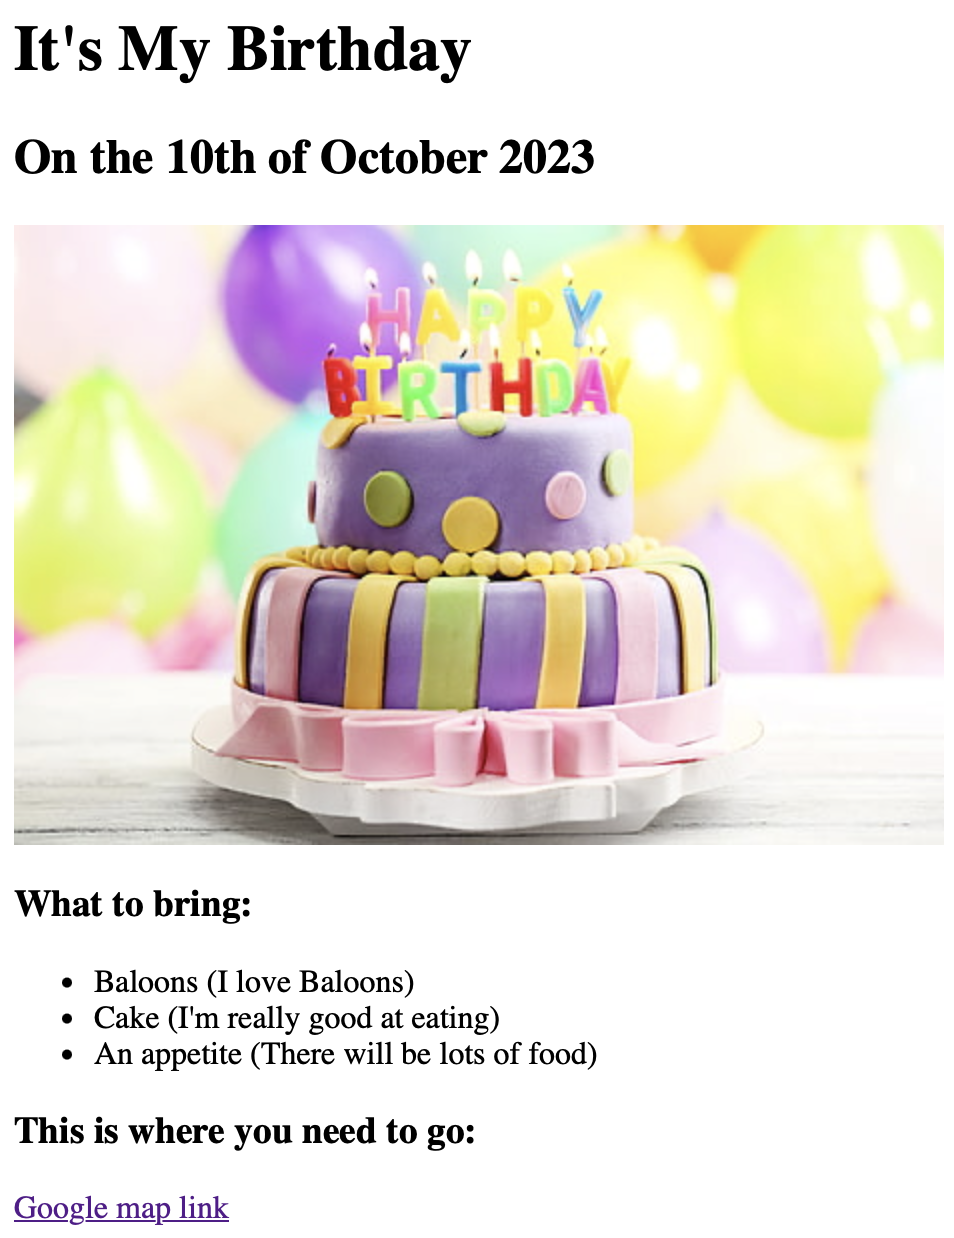 It's My Birthday
On the 10th of October 2023
HAPPY
BIRTHDAY
What to bring:
Baloons (I love Baloons)
Cake (I'm really good at eating)
An appetite (There will be lots of food)
This is where you need to go:
Google map link